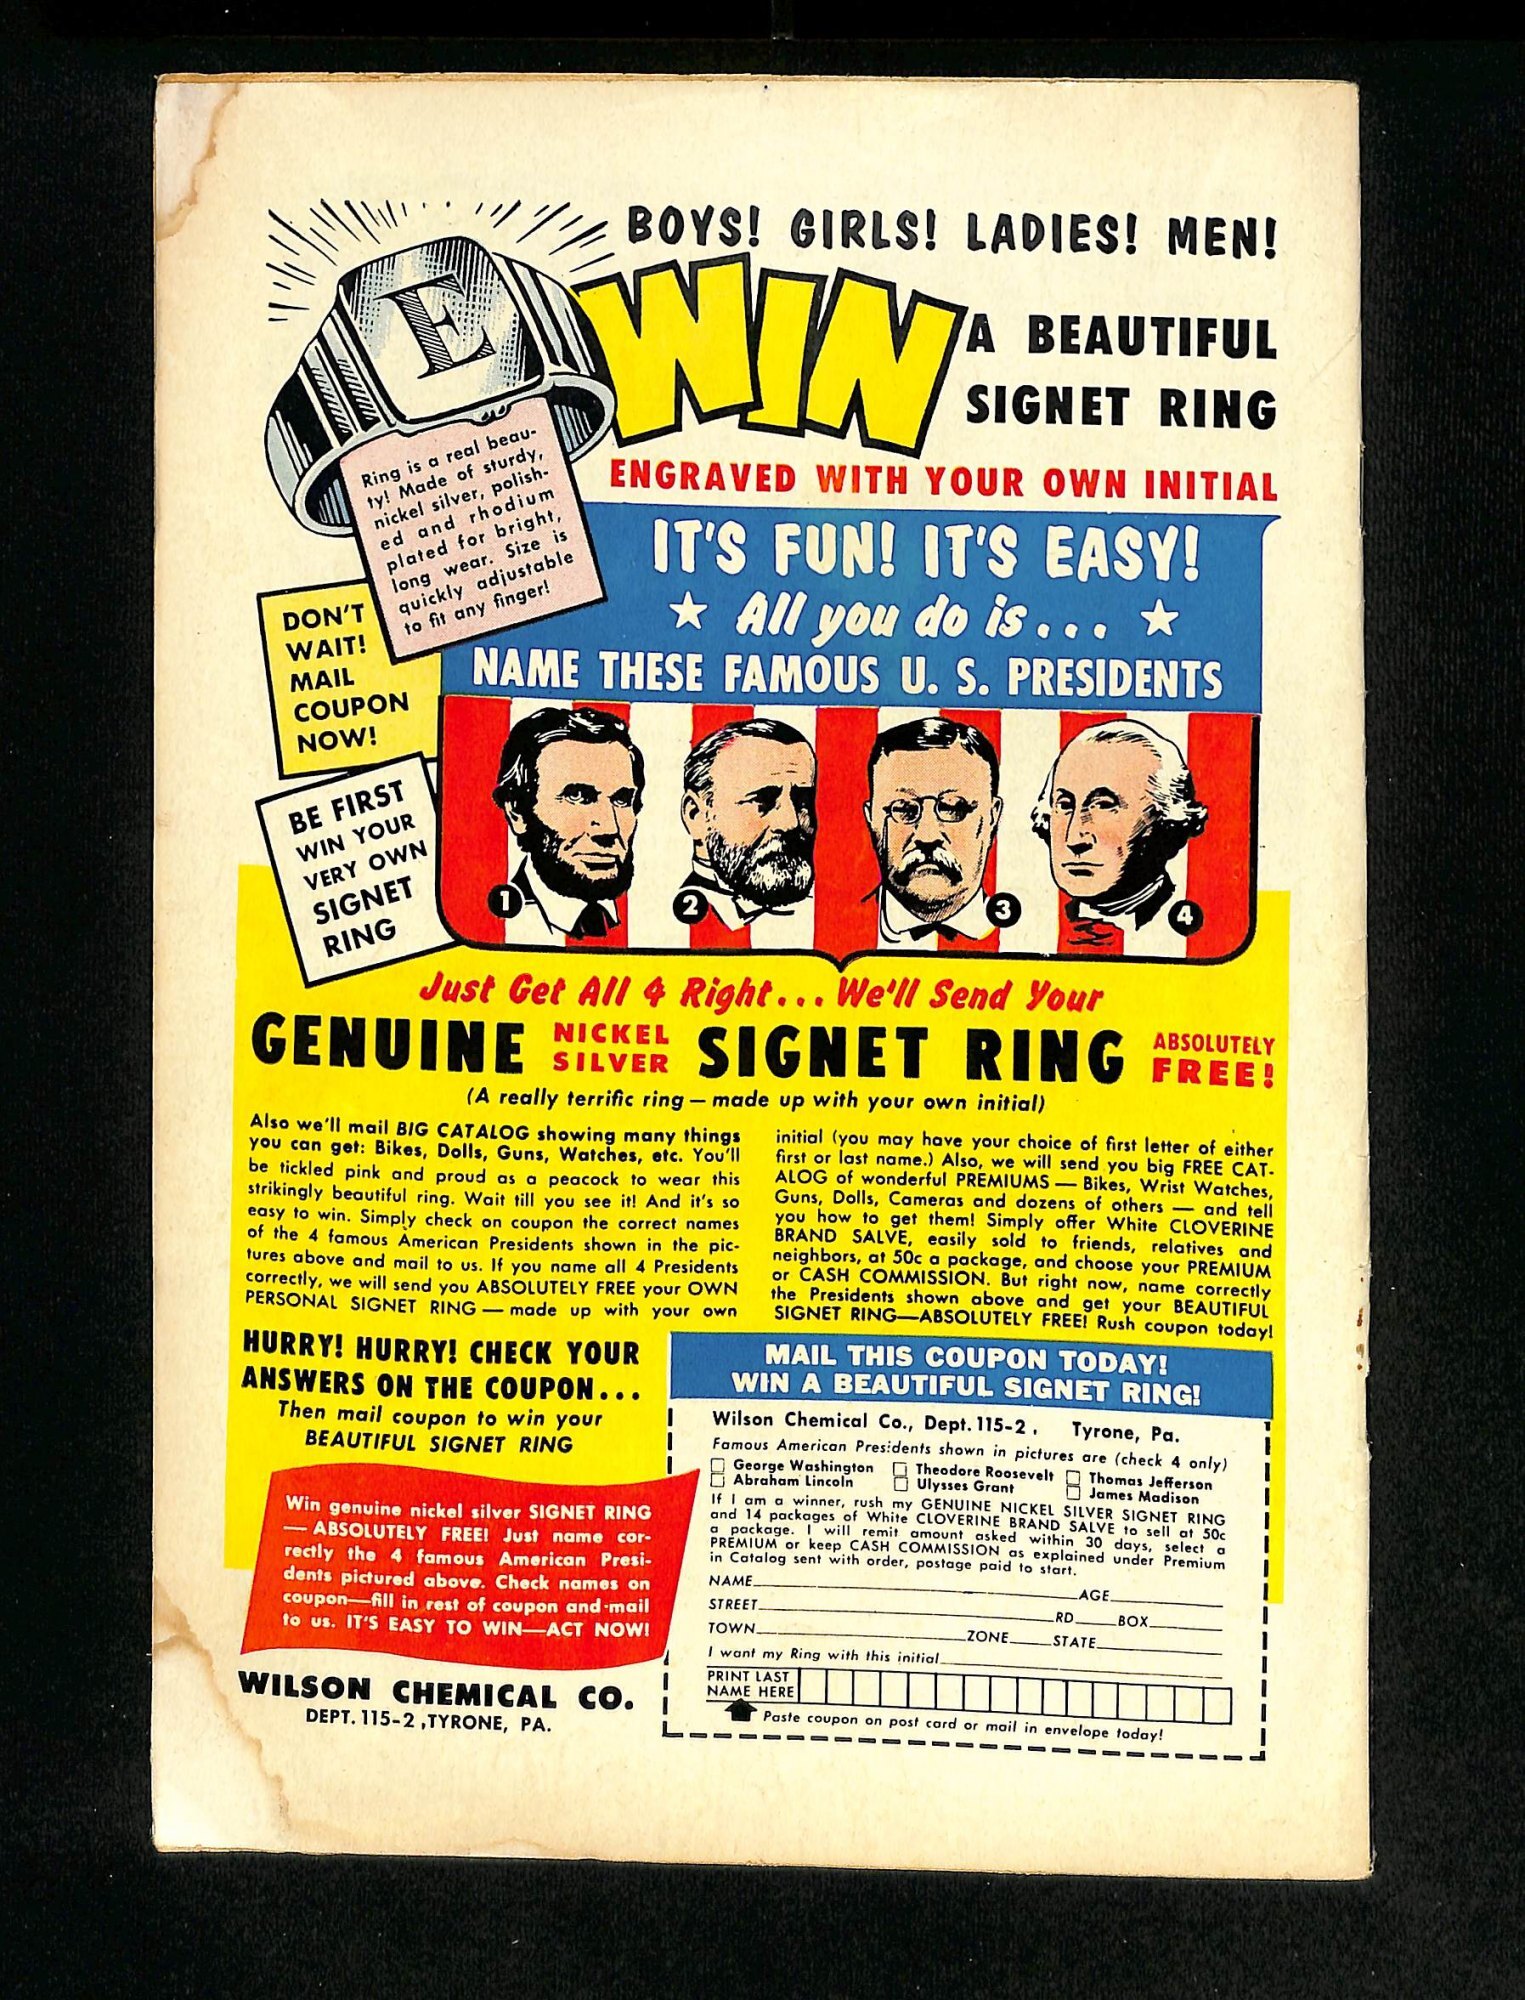 BOYS! GIRLS! LADIES! MEN!
WIN
A BEAUTIFUL
SIGNET RING
ENGRAVED WITH YOUR OWN INITIAL
E
Ring is a real beau-
ty! Made of sturdy,
nickel silver, polish-
ed and rhodium
plated for bright,
long wear. Size is
quickly adjustable
to fit any finger!
IT'S FUN! IT'S EASY!
All you do is...
NAME THESE FAMOUS U. S. PRESIDENTS
DON'T
WAIT!
MAIL
COUPON
NOW!
BE FIRST
WIN YOUR
VERY OWN
SIGNET
RING
1
2
3
4
Just Get All 4 Right... We'll Send Your
GENUINE NICKEL SILVER SIGNET RING ABSOLUTELY FREE!
(A really terrific ring — made up with your own initial)
Also we'll mail BIG CATALOG showing many things
you can get: Bikes, Dolls, Guns, Watches, etc. You'll
be tickled pink and proud as a peacock to wear this
strikingly beautiful ring. Wait till you see it! And it's so
easy to win. Simply check on coupon the correct names
of the 4 famous American Presidents shown in the pic-
tures above and mail to us. If you name all 4 Presidents
correctly, we will send you ABSOLUTELY FREE your OWN
PERSONAL SIGNET RING — made up with your own
initial (you may have your choice of first letter of either
first or last name.) Also, we will send you big FREE CAT-
ALOG of wonderful PREMIUMS — Bikes, Wrist Watches,
Guns, Dolls, Cameras and dozens of others — and tell
you how to get them! Simply offer White CLOVERINE
BRAND SALVE, easily sold to friends, relatives and
neighbors, at 50c a package, and choose your PREMIUM
or CASH COMMISSION. But right now, name correctly
the Presidents shown above and get your BEAUTIFUL
SIGNET RING—ABSOLUTELY FREE! Rush coupon today!
HURRY! HURRY! CHECK YOUR
ANSWERS ON THE COUPON...
Then mail coupon to win your
BEAUTIFUL SIGNET RING
Win genuine nickel silver SIGNET RING
— ABSOLUTELY FREE! Just name cor-
rectly the 4 famous American Presi-
dents pictured above. Check names on
coupon—fill in rest of coupon and mail
to us. IT'S EASY TO WIN—ACT NOW!
WILSON CHEMICAL CO.
DEPT. 115-2, TYRONE, PA.
MAIL THIS COUPON TODAY!
WIN A BEAUTIFUL SIGNET RING!
Wilson Chemical Co., Dept. 115-2, Tyrone, Pa.
Famous American Presidents shown in pictures are (check 4 only)
George Washington Theodore Roosevelt Thomas Jefferson
Abraham Lincoln Ulysses Grant James Madison
If I am a winner, rush my GENUINE NICKEL SILVER SIGNET RING
and 14 packages of White CLOVERINE BRAND SALVE to sell at 50c
a package. I will remit amount asked within 30 days, select a
PREMIUM or keep CASH COMMISSION as explained under Premium
in Catalog sent with order, postage paid to start.
NAME AGE
STREET RD BOX
TOWN ZONE STATE
I want my Ring with this initial
PRINT LAST
NAME HERE
Paste coupon on post card or mail in envelope today!